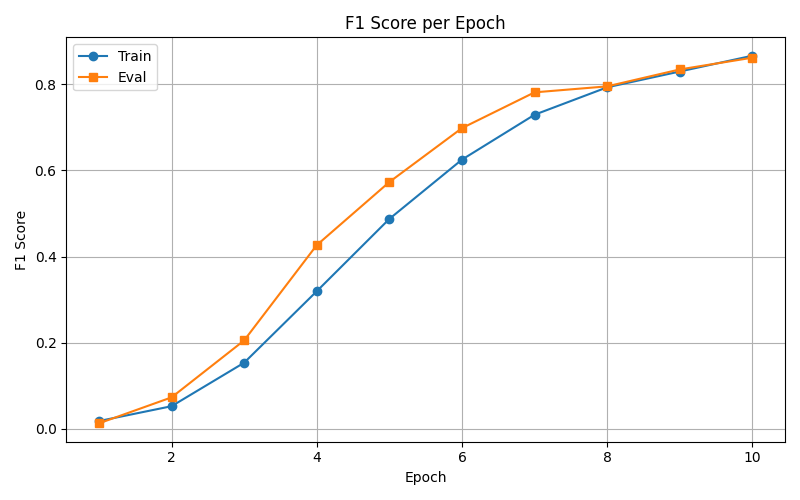 F1 Score per Epoch
Train
Eval
F1 Score
0.8
0.6
0.4
0.2
0.0
2 4 6 8 10
Epoch